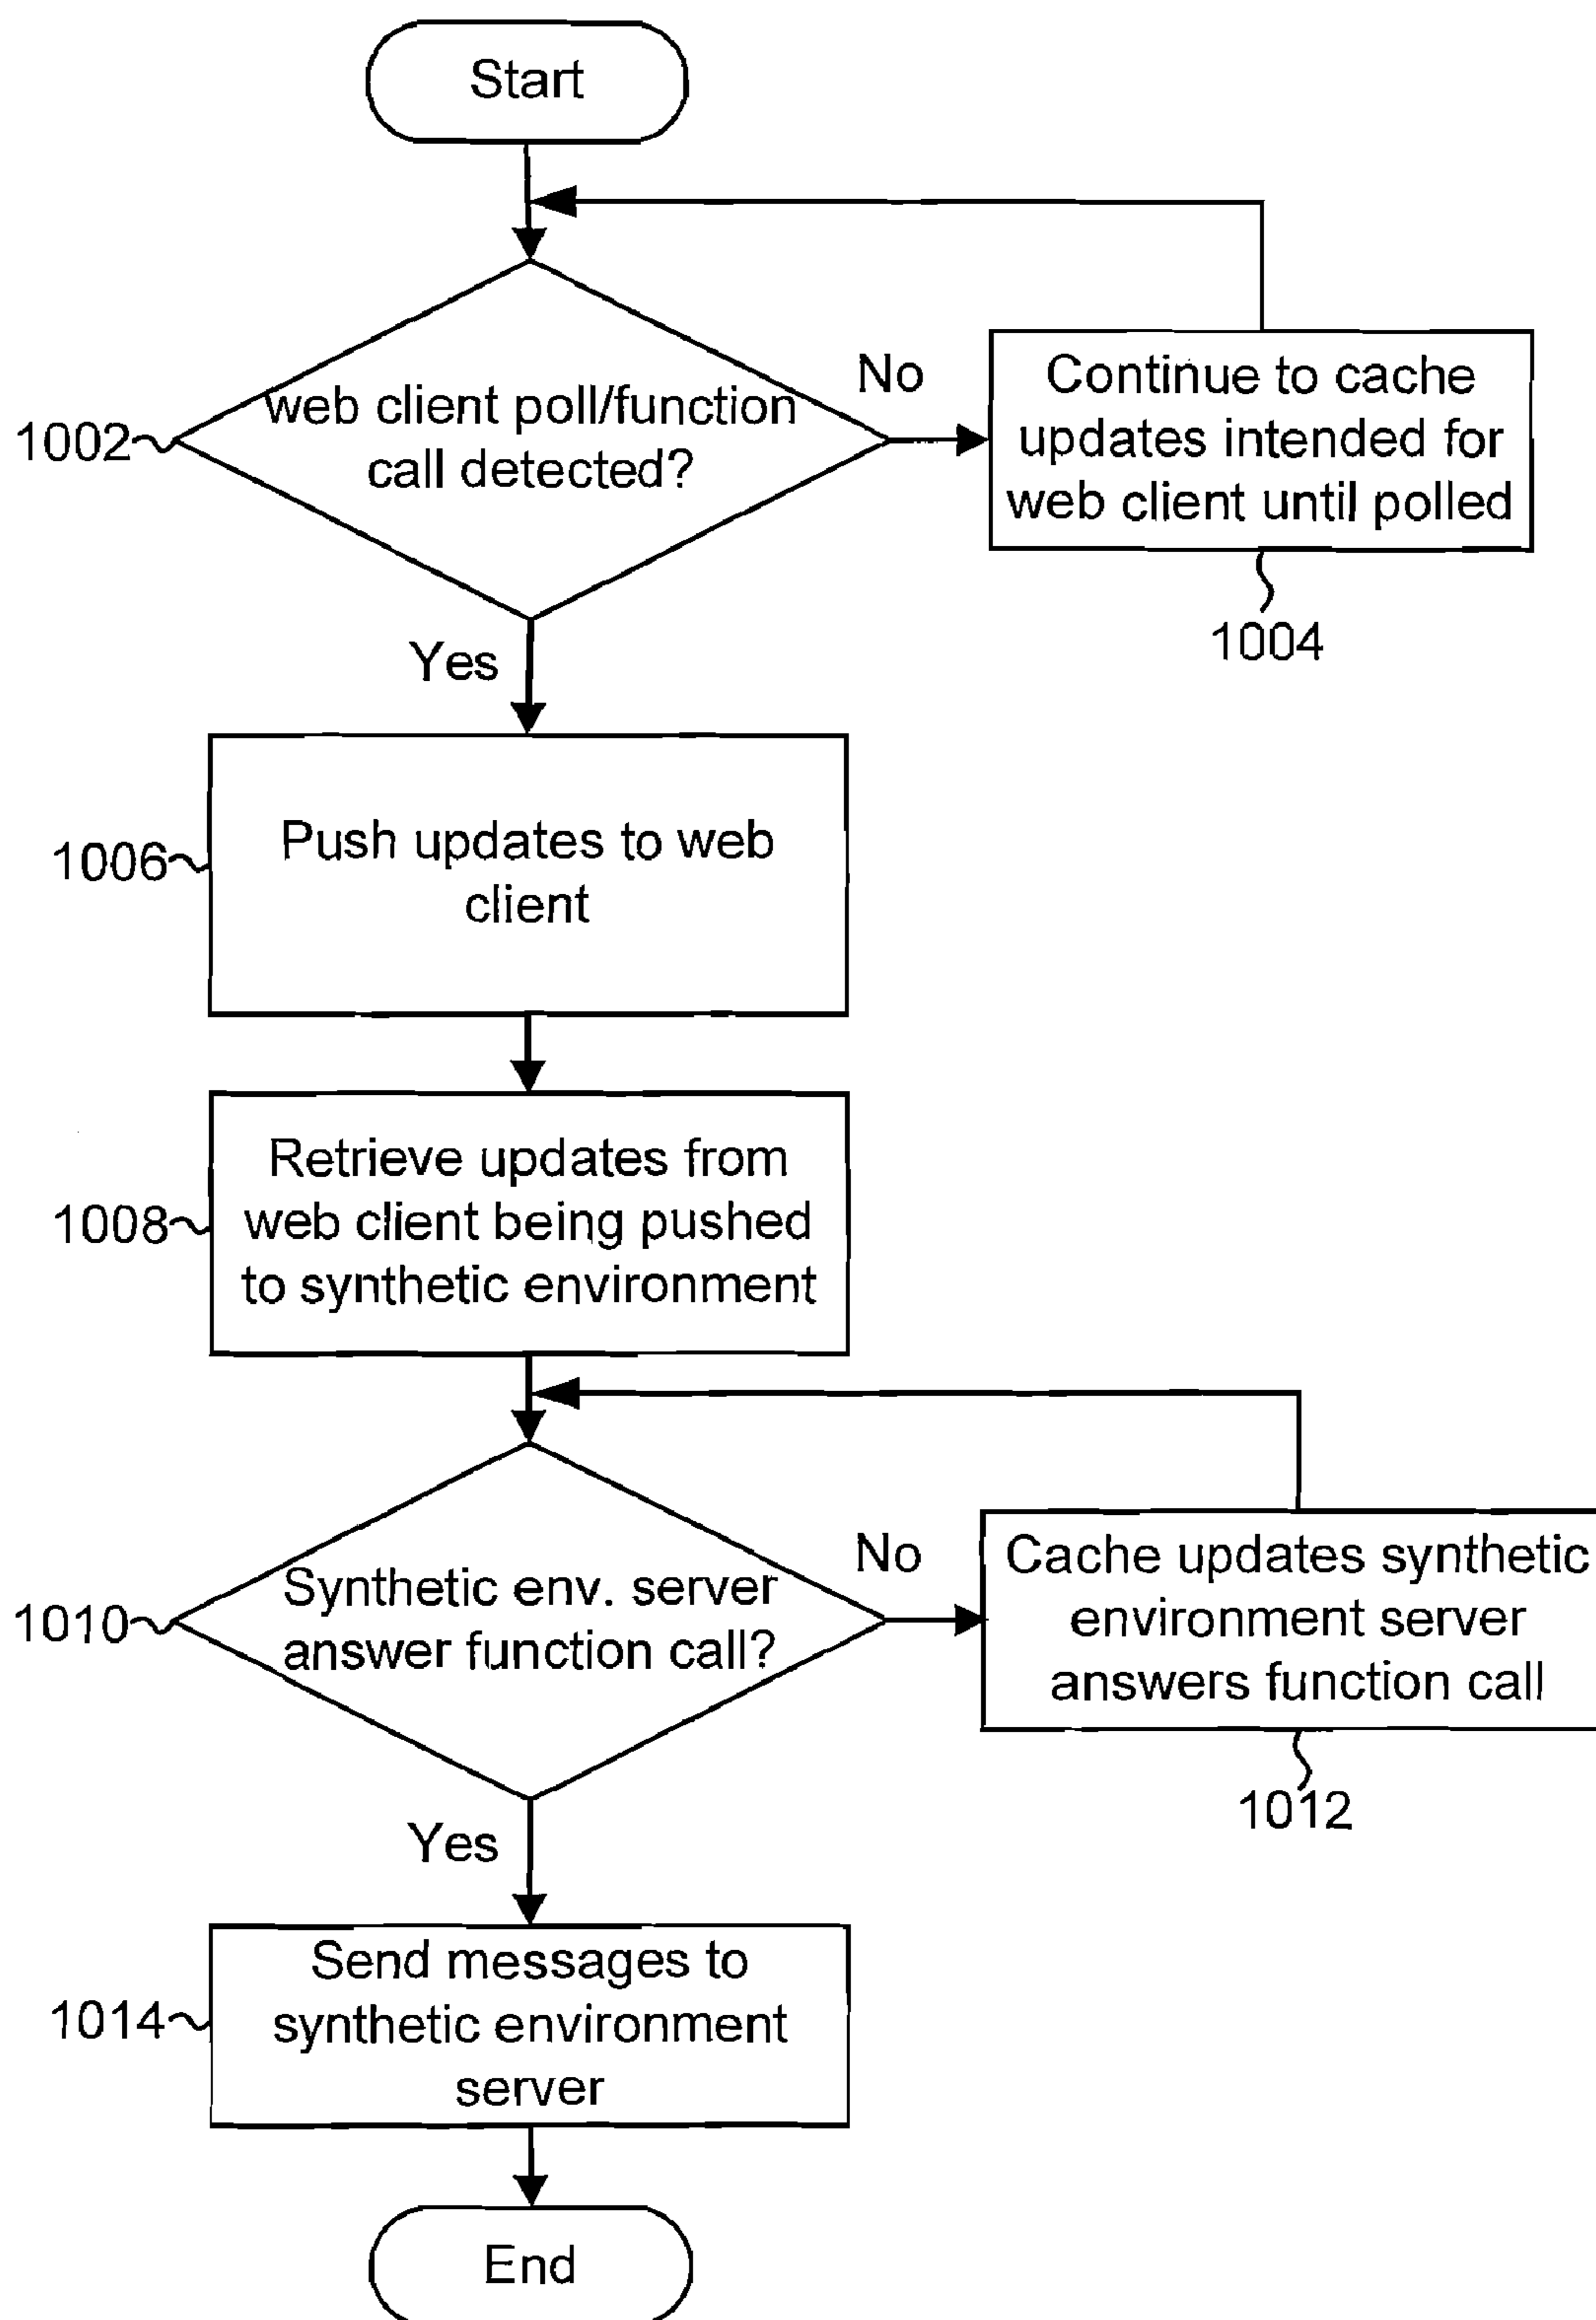 Start
web client poll/function
call detected?
1002
No
Continue to cache
updates intended for
web client until polled
1004
Yes
Push updates to web
client
1006
Retrieve updates from
web client being pushed
to synthetic environment
1008
Synthetic env. server
answer function call?
1010
No
Cache updates synthetic
environment server
answers function call
1012
Yes
Send messages to
synthetic environment
server
1014
End